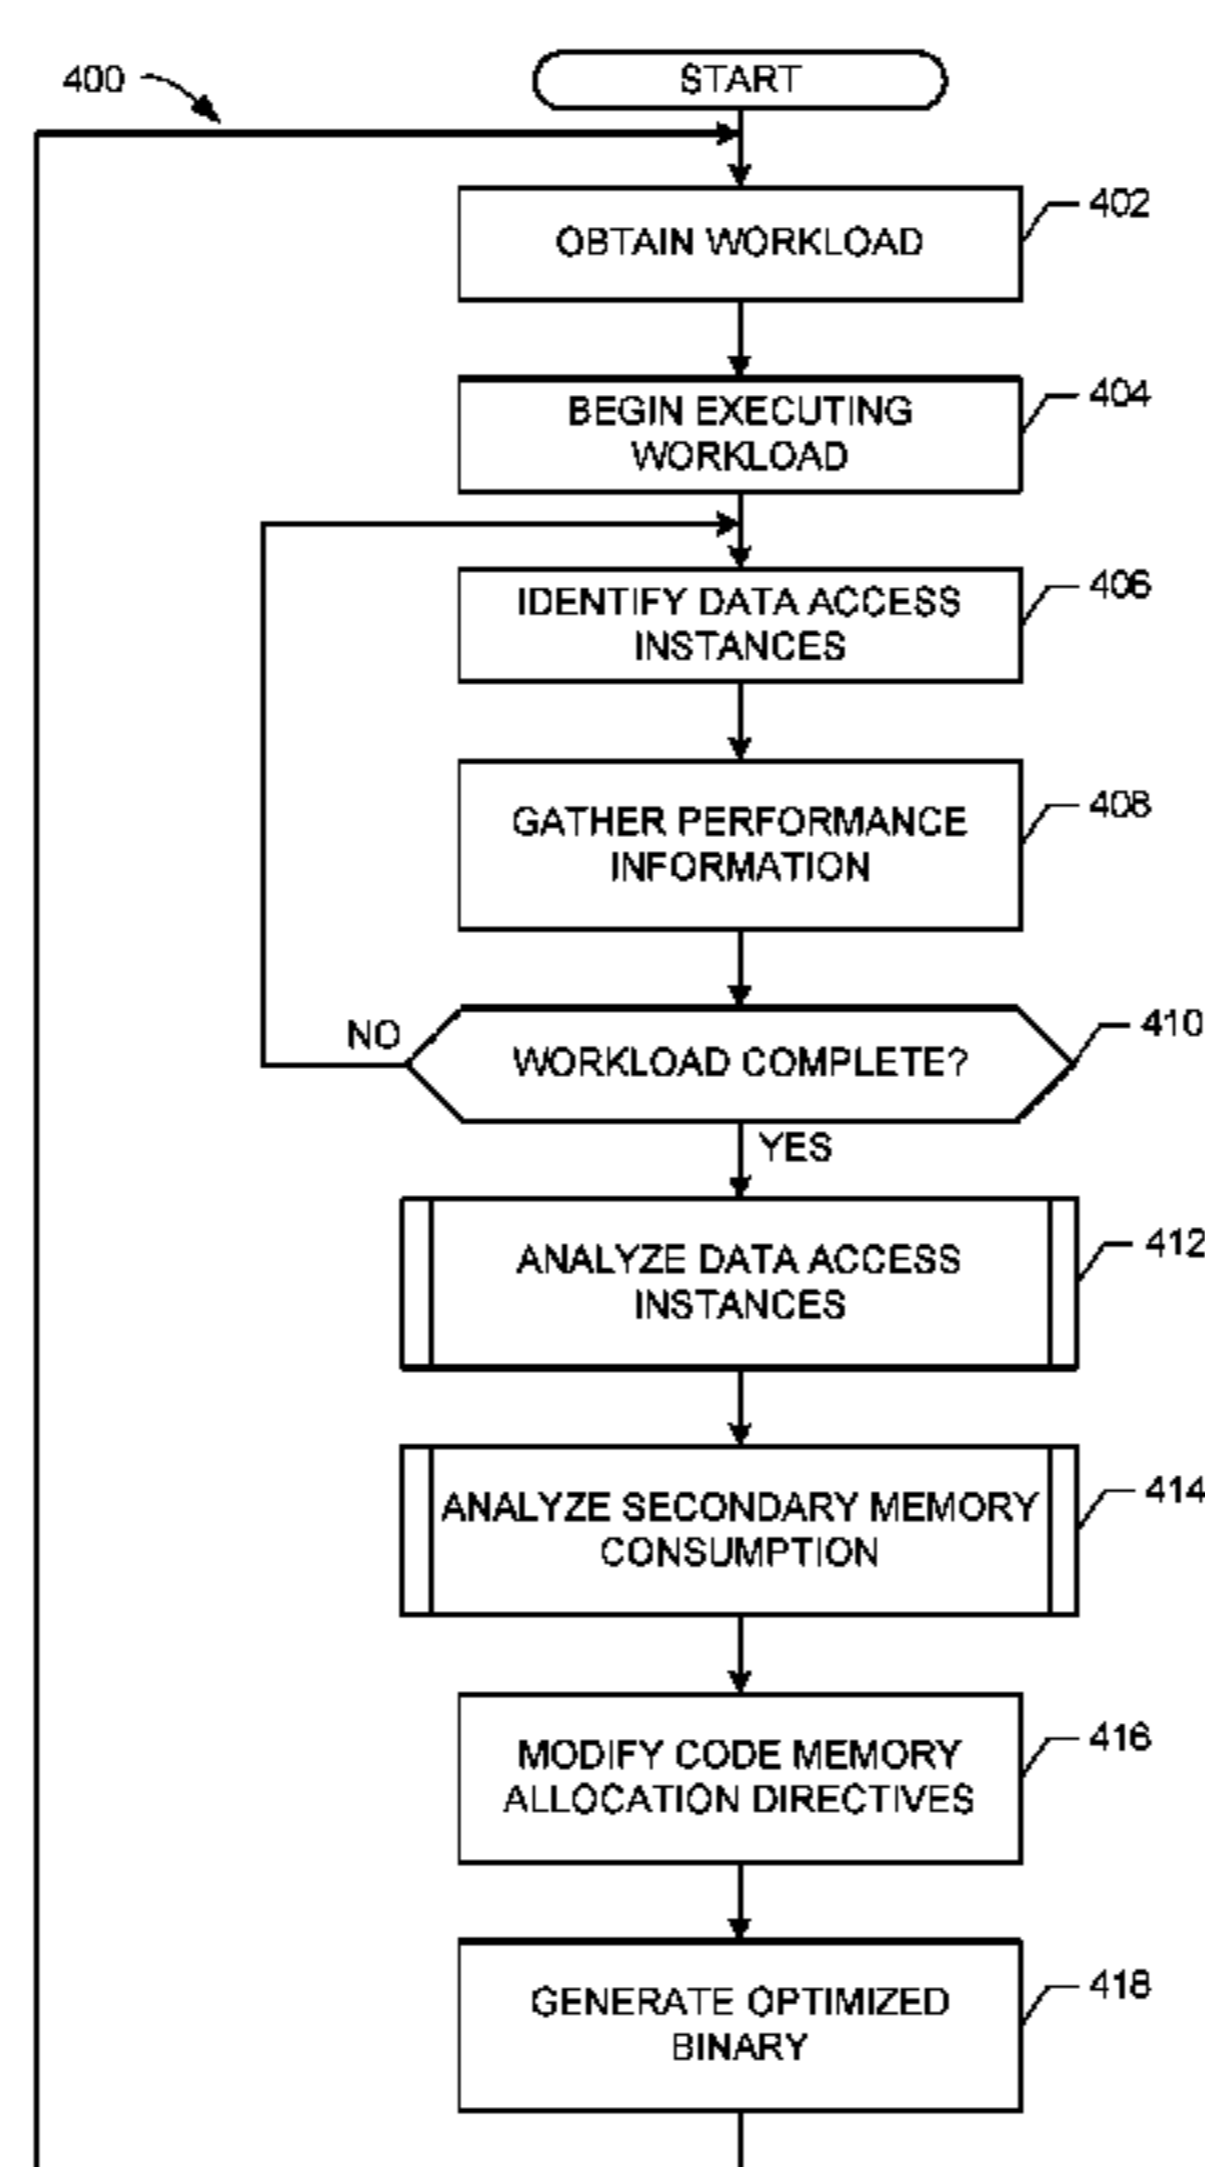 400
START
OBTAIN WORKLOAD
402
BEGIN EXECUTING
WORKLOAD
404
IDENTIFY DATA ACCESS
INSTANCES
406
GATHER PERFORMANCE
INFORMATION
408
NO
WORKLOAD COMPLETE?
410
YES
ANALYZE DATA ACCESS
INSTANCES
412
ANALYZE SECONDARY MEMORY
CONSUMPTION
414
MODIFY CODE MEMORY
ALLOCATION DIRECTIVES
416
GENERATE OPTIMIZED
BINARY
418